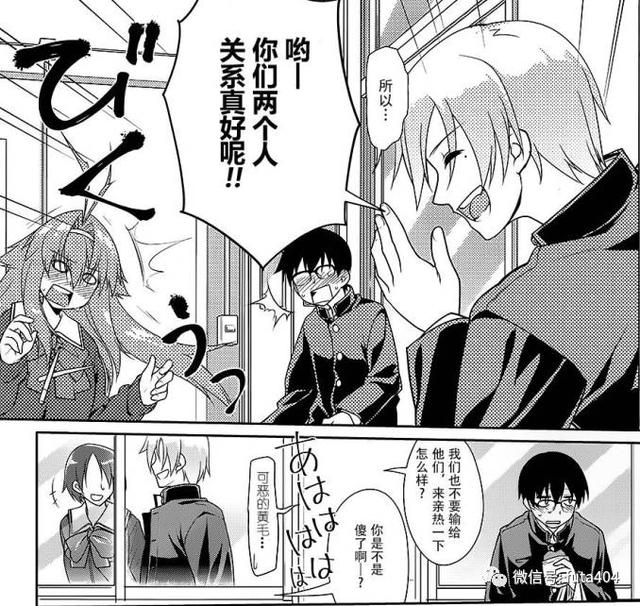 所以…
哟—
你们两个人
关系真好呢!!
びくっっ
我们也不要输给
他们，来亲热一下
怎么样？
你是不是
傻了啊—？
あはははは
可恶的黄毛…
微信号: ruta404